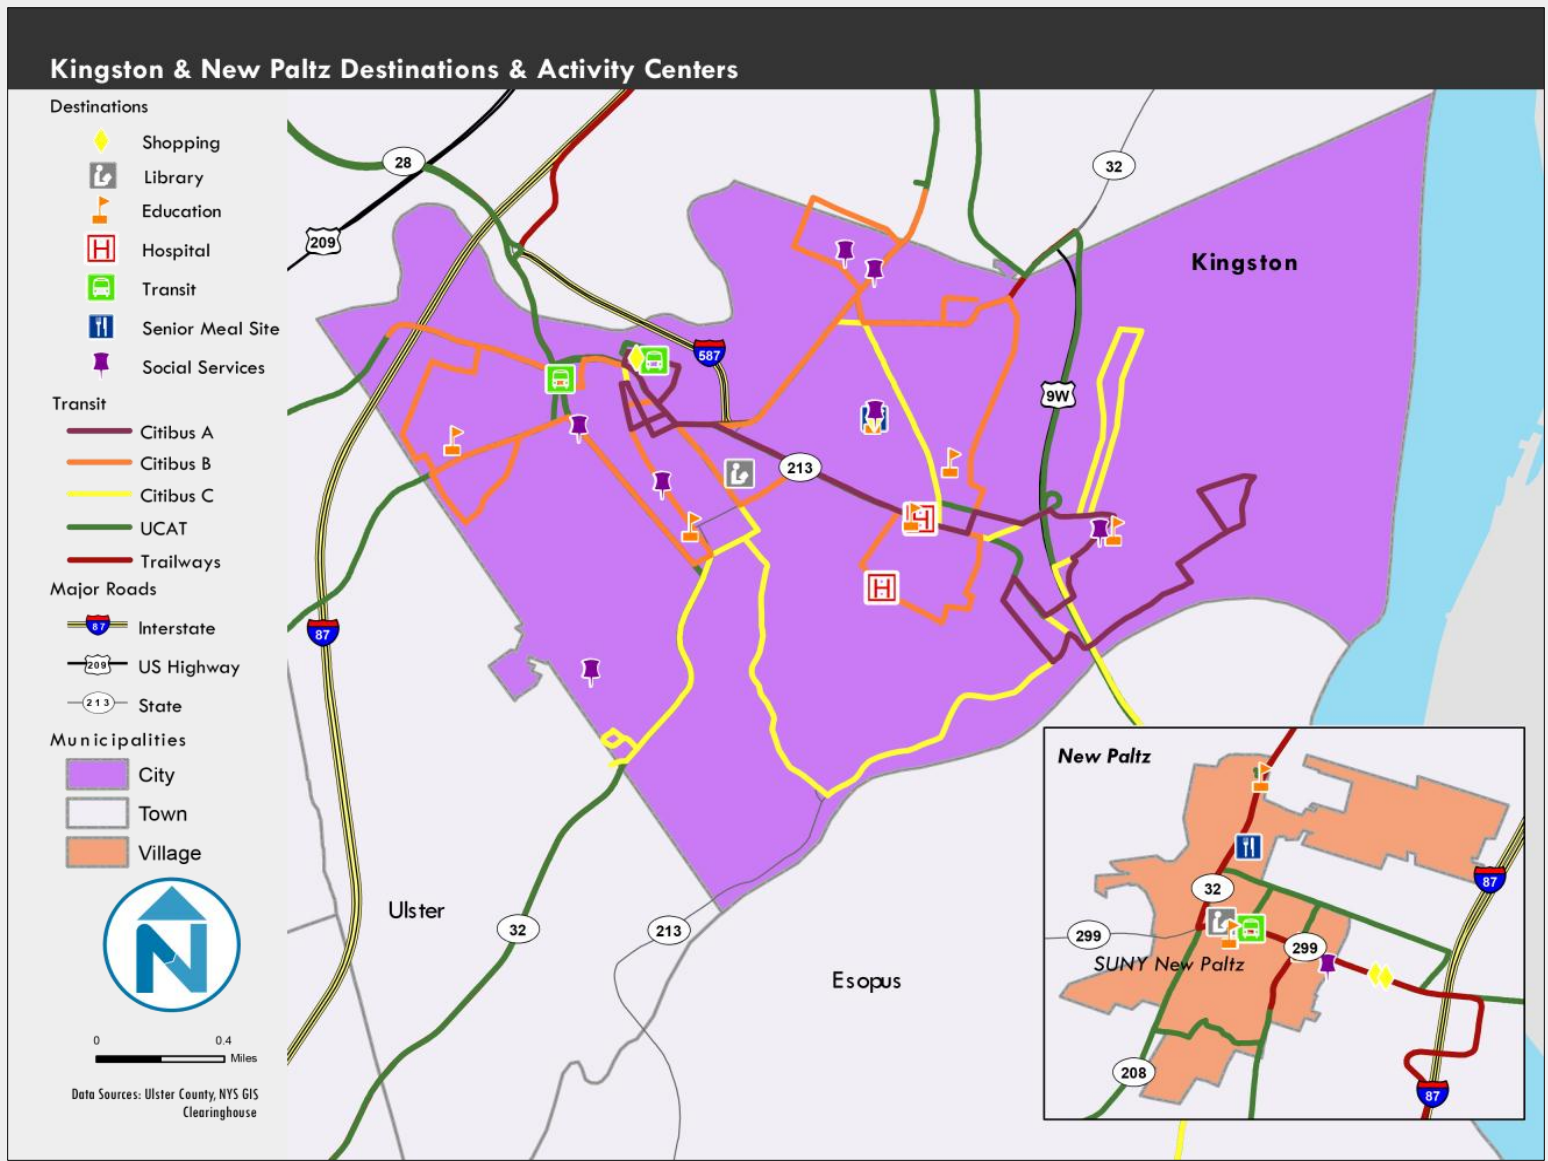 Kingston & New Paltz Destinations & Activity Centers
Destinations
Shopping
Library
Education
Hospital
Transit
Senior Meal Site
Social Services
Transit
Citibus A
Citibus B
Citibus C
UCAT
Trailways
Major Roads
87
Interstate
209
US Highway
213
State
Municipalities
City
Town
Village
N
0 0.4
Miles
Data Sources: Ulster County, NYS GIS
Clearinghouse
28
32
209
Kingston
587
9W
213
87
Ulster
32
213
Esopus
New Paltz
87
32
299
299
SUNY New Paltz
208
87